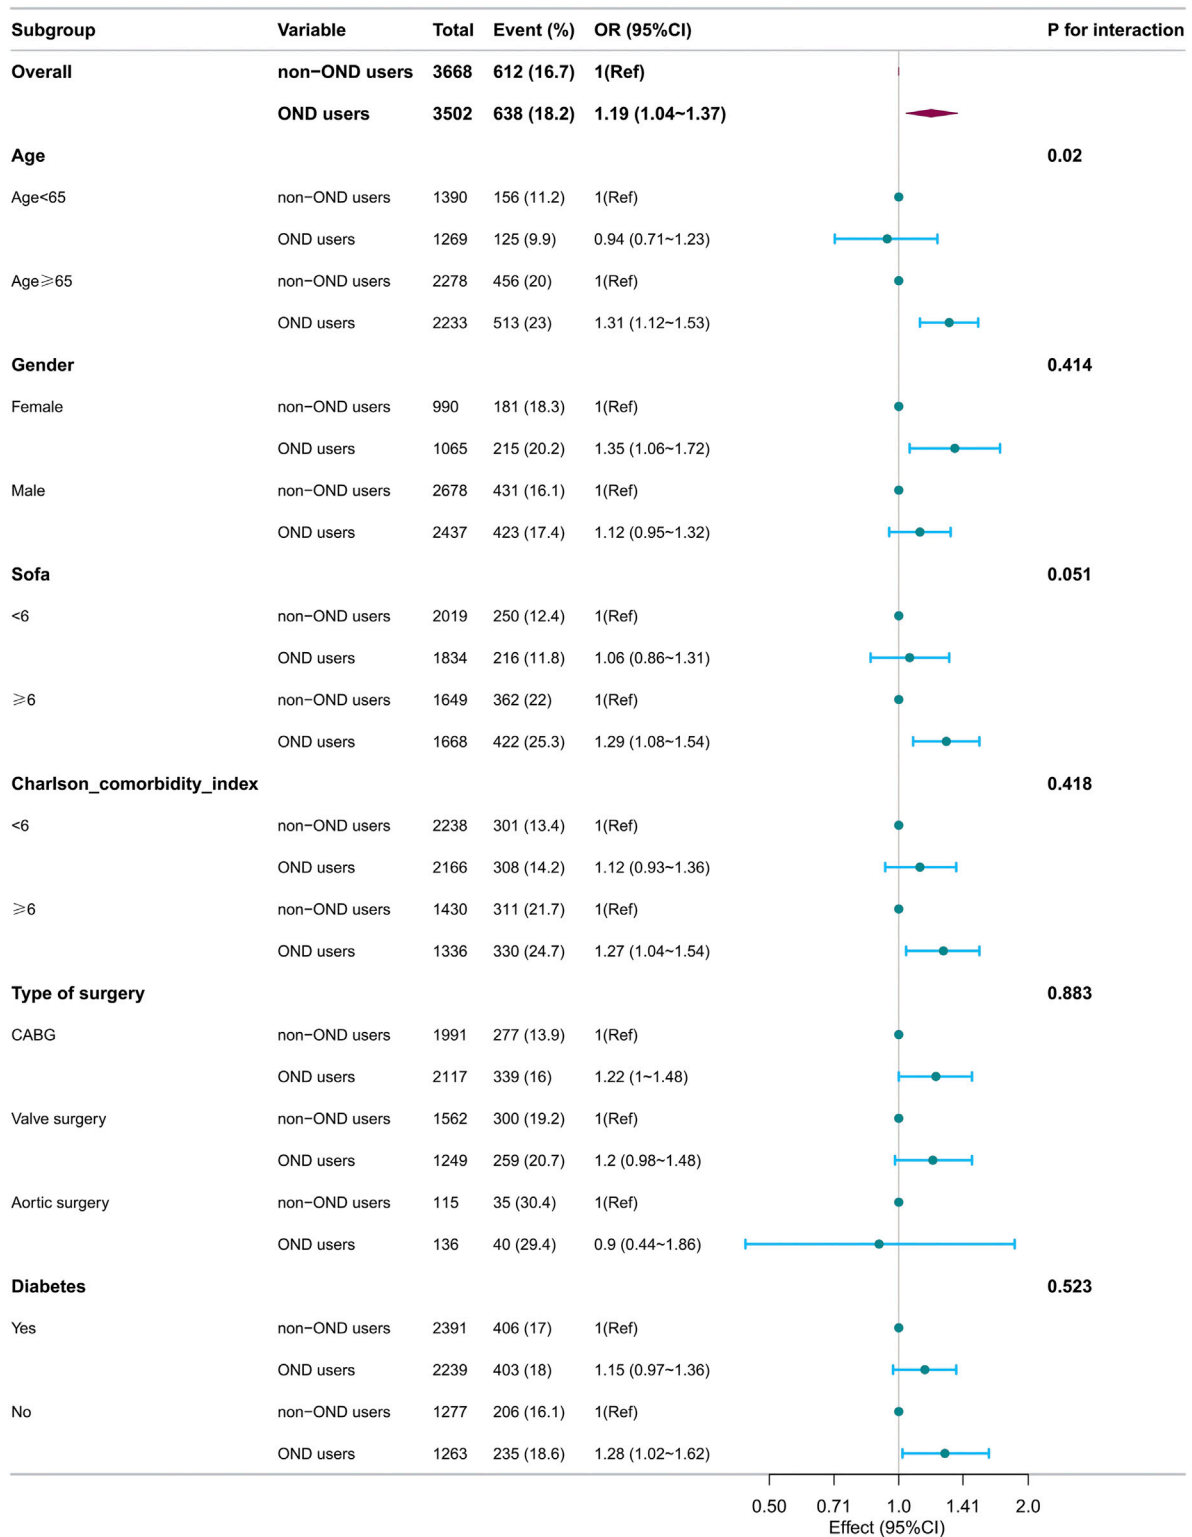 Subgroup Variable Total Event (%) OR (95%CI) P for interaction
Overall non−OND users 3668 612 (16.7) 1(Ref)
OND users 3502 638 (18.2) 1.19 (1.04~1.37)
Age 0.02
Age<65 non−OND users 1390 156 (11.2) 1(Ref)
OND users 1269 125 (9.9) 0.94 (0.71~1.23)
Age⩾65 non−OND users 2278 456 (20) 1(Ref)
OND users 2233 513 (23) 1.31 (1.12~1.53)
Gender 0.414
Female non−OND users 990 181 (18.3) 1(Ref)
OND users 1065 215 (20.2) 1.35 (1.06~1.72)
Male non−OND users 2678 431 (16.1) 1(Ref)
OND users 2437 423 (17.4) 1.12 (0.95~1.32)
Sofa 0.051
<6 non−OND users 2019 250 (12.4) 1(Ref)
OND users 1834 216 (11.8) 1.06 (0.86~1.31)
⩾6 non−OND users 1649 362 (22) 1(Ref)
OND users 1668 422 (25.3) 1.29 (1.08~1.54)
Charlson_comorbidity_index 0.418
<6 non−OND users 2238 301 (13.4) 1(Ref)
OND users 2166 308 (14.2) 1.12 (0.93~1.36)
⩾6 non−OND users 1430 311 (21.7) 1(Ref)
OND users 1336 330 (24.7) 1.27 (1.04~1.54)
Type of surgery 0.883
CABG non−OND users 1991 277 (13.9) 1(Ref)
OND users 2117 339 (16) 1.22 (1~1.48)
Valve surgery non−OND users 1562 300 (19.2) 1(Ref)
OND users 1249 259 (20.7) 1.2 (0.98~1.48)
Aortic surgery non−OND users 115 35 (30.4) 1(Ref)
OND users 136 40 (29.4) 0.9 (0.44~1.86)
Diabetes 0.523
Yes non−OND users 2391 406 (17) 1(Ref)
OND users 2239 403 (18) 1.15 (0.97~1.36)
No non−OND users 1277 206 (16.1) 1(Ref)
OND users 1263 235 (18.6) 1.28 (1.02~1.62)
0.50 0.71 1.0 1.41 2.0
Effect (95%CI)